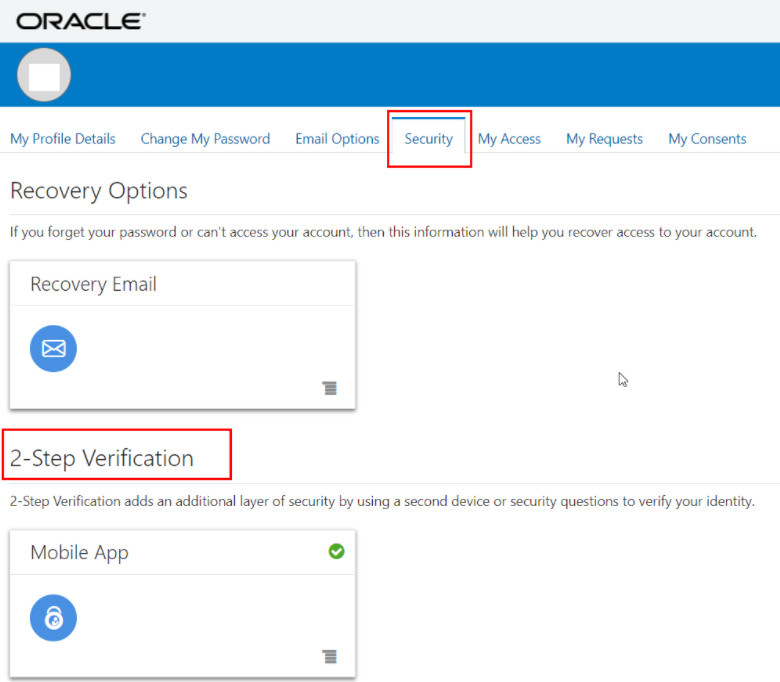 ORACLE®
My Profile Details Change My Password Email Options Security My Access My Requests My Consents
Recovery Options
If you forget your password or can't access your account, then this information will help you recover access to your account.
Recovery Email
2-Step Verification
2-Step Verification adds an additional layer of security by using a second device or security questions to verify your identity.
Mobile App